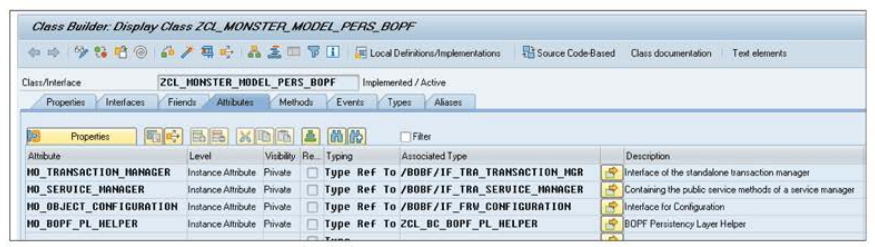 Class Builder: Display Class ZCL_MONSTER_MODEL_PERS_BOPF
Local Definitions/Implementations Source Code-Based Class documentation Text elements
Class/Interface ZCL_MONSTER_MODEL_PERS_BOPF Implemented / Active
Properties Interfaces Friends Attributes Methods Events Types Aliases
Properties Filter
Attribute Level Visibility Re... Typing Associated Type Description
MO_TRANSACTION_MANAGER Instance Attribute Private Type Ref To /BOBF/IF_TRA_TRANSACTION_MGR Interface of the standalone transaction manager
MO_SERVICE_MANAGER Instance Attribute Private Type Ref To /BOBF/IF_TRA_SERVICE_MANAGER Containing the public service methods of a service manager
MO_OBJECT_CONFIGURATION Instance Attribute Private Type Ref To /BOBF/IF_FRW_CONFIGURATION Interface for Configuration
MO_BOPF_PL_HELPER Instance Attribute Private Type Ref To ZCL_BC_BOPF_PL_HELPER BOPF Persistency Layer Helper
Type